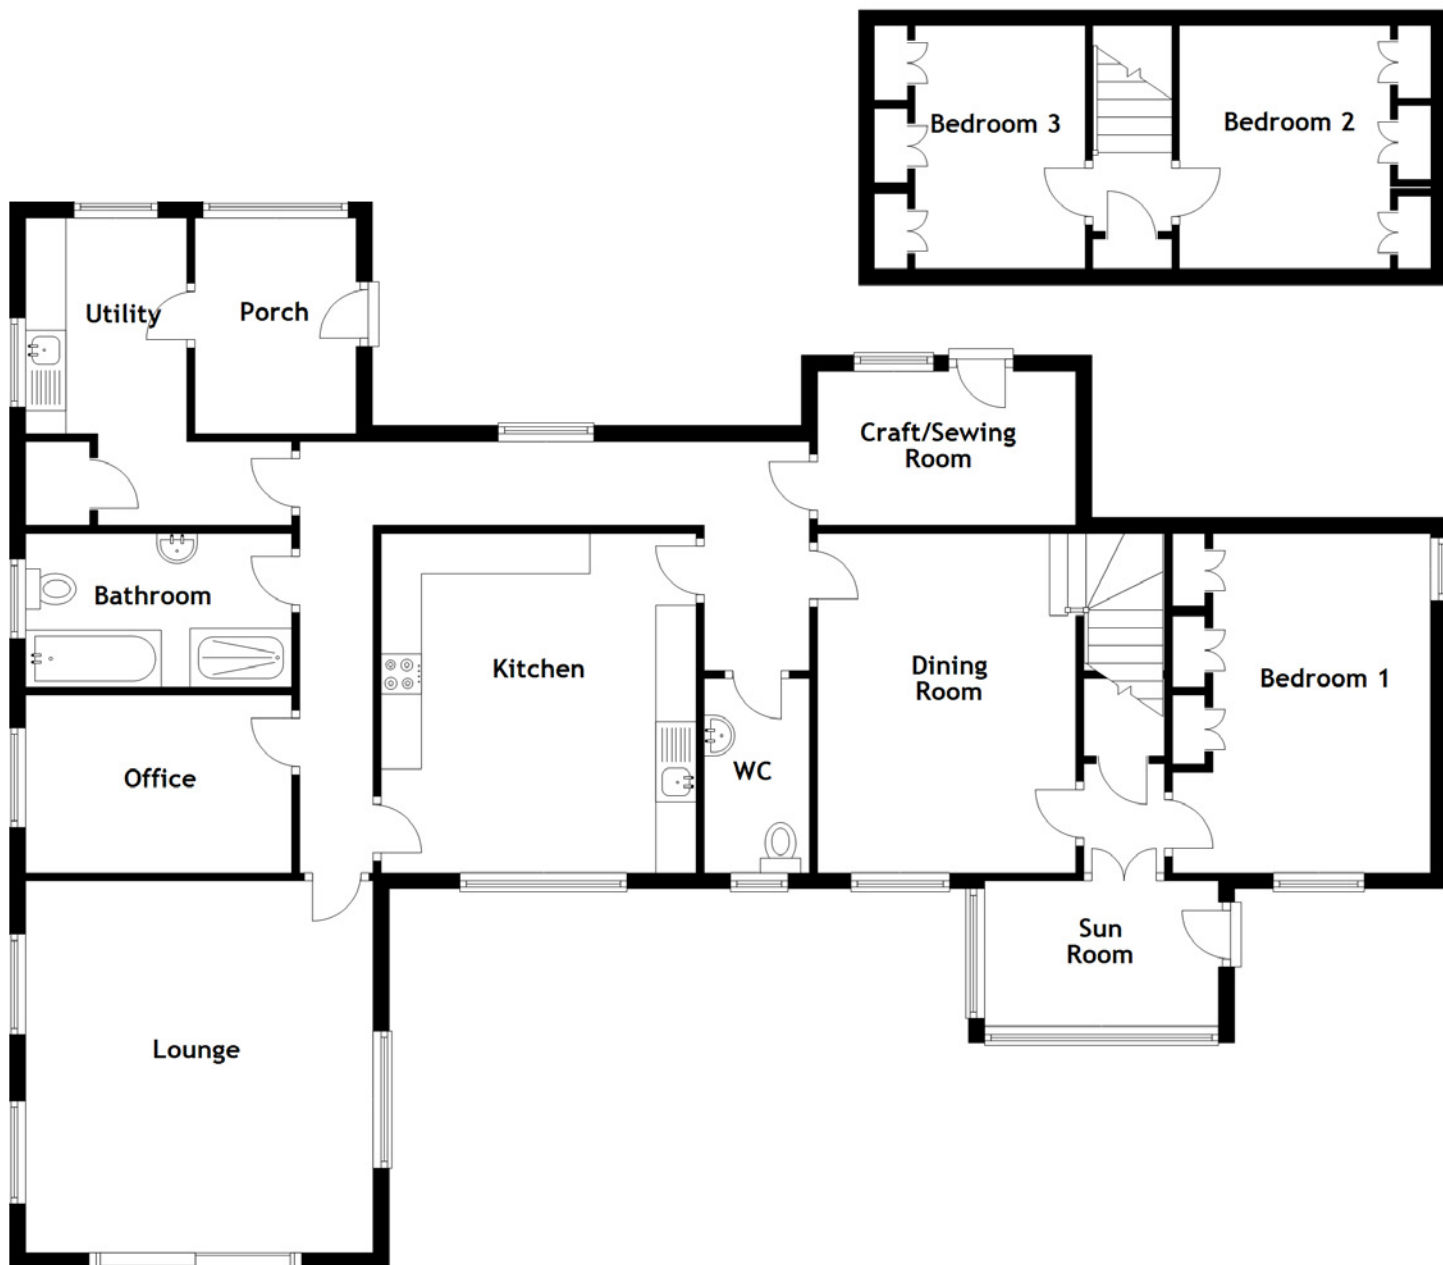 Bedroom 3
Bedroom 2
Utility
Porch
Craft/Sewing
Room
Bathroom
Kitchen
Dining
Room
Bedroom 1
Office
WC
Sun
Room
Lounge